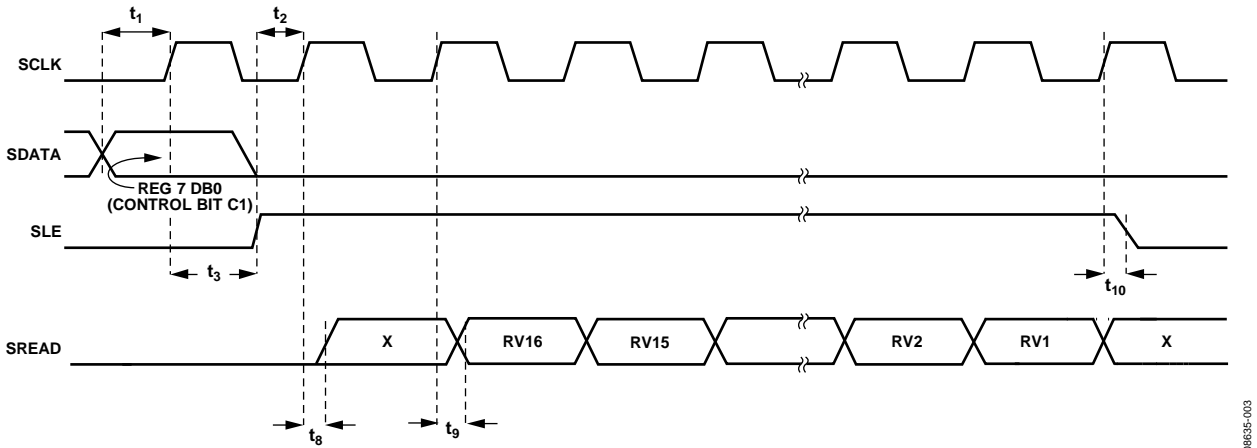 t1
t2
SCLK
SDATA
REG 7 DB0
(CONTROL BIT C1)
SLE
t3
t10
SREAD
X
RV16
RV15
RV2
RV1
X
t8
t9
08635-003